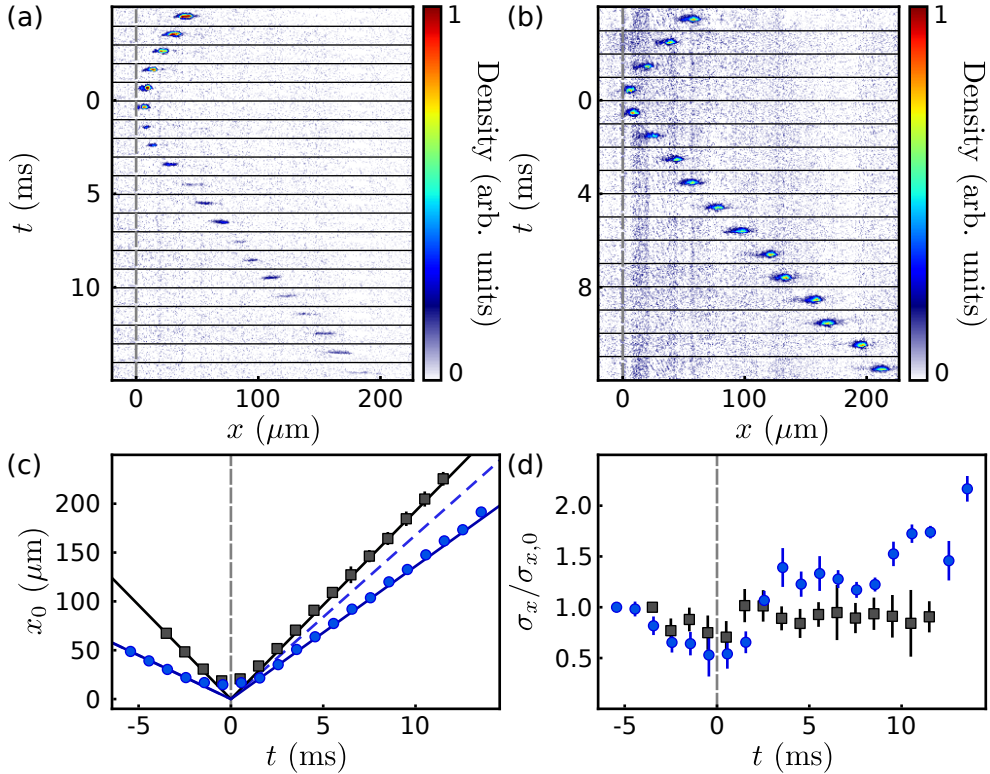 (a)
1
0
Density (arb. units)
0
5
10
t (ms)
0
100
200
x (μm)
(b)
1
0
Density (arb. units)
0
4
8
t (ms)
0
100
200
x (μm)
(c)
200
150
100
50
0
x₀ (μm)
-5
0
5
10
t (ms)
(d)
2.0
1.5
1.0
0.5
σₓ/σₓ,₀
-5
0
5
10
t (ms)